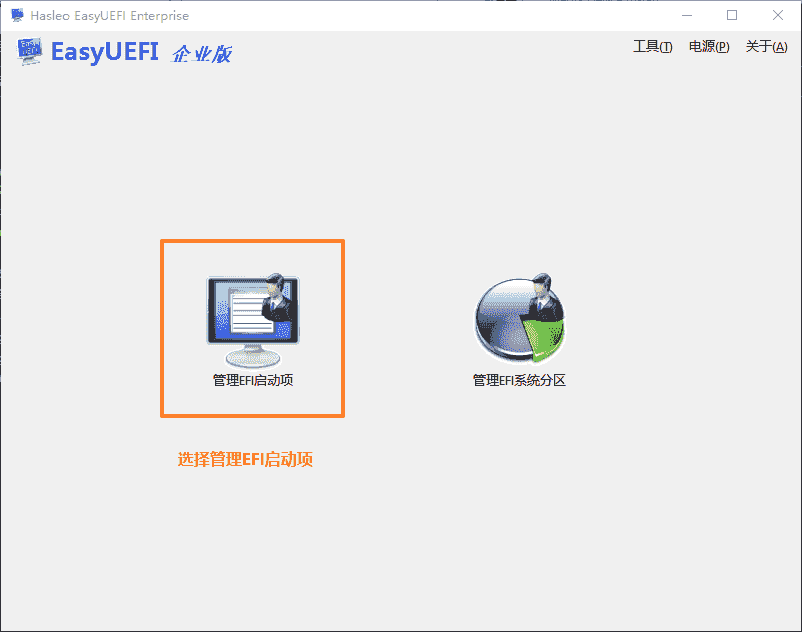 Hasleo EasyUEFI Enterprise
EasyUEFI 企业版
工具(T) 电源(P) 关于(A)
管理EFI启动项
管理EFI系统分区
选择管理EFI启动项